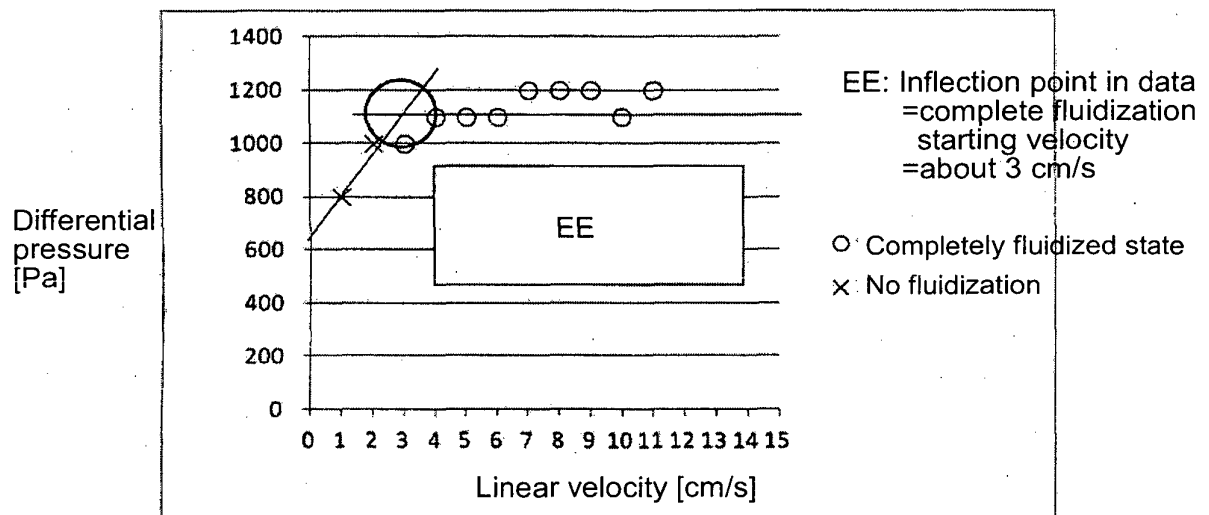 1400
1200
1000
800
600
400
200
0
0 1 2 3 4 5 6 7 8 9 10 11 12 13 14 15
Differential
pressure
[Pa]
Linear velocity [cm/s]
EE
EE: Inflection point in data
=complete fluidization
starting velocity
=about 3 cm/s
○ Completely fluidized state
× No fluidization